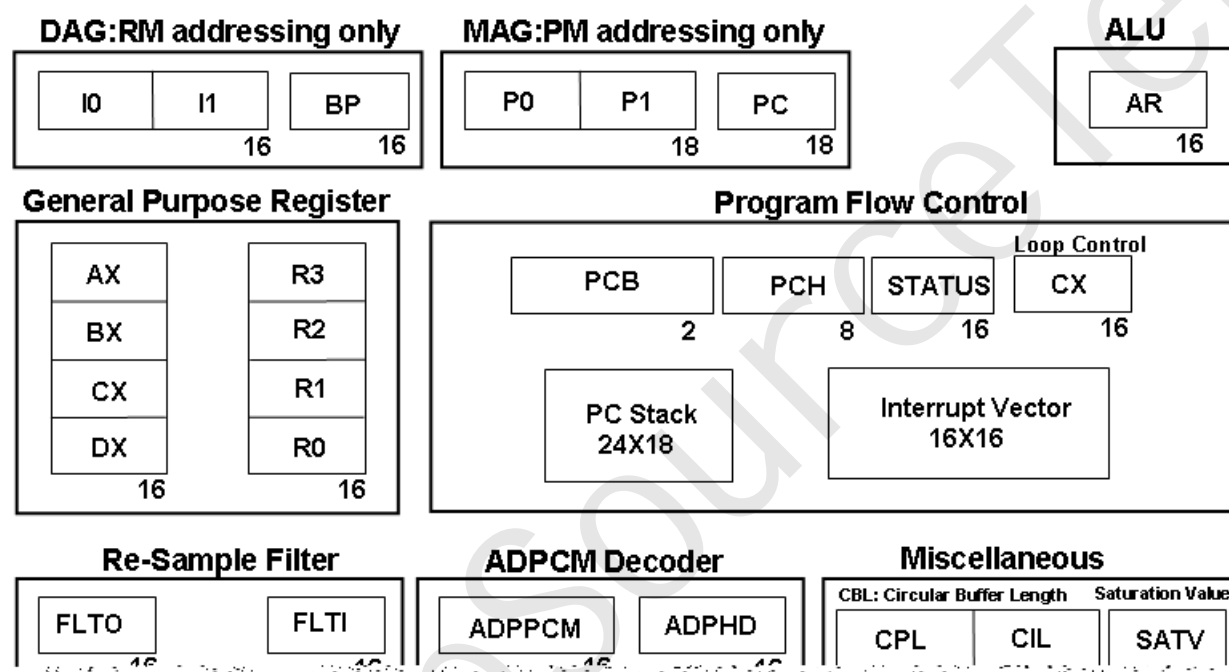 DAG:RM addressing only
MAG:PM addressing only
ALU
I0 I1 BP
16 16
P0 P1 PC
18 18
AR
16
General Purpose Register
AX R3
BX R2
CX R1
DX R0
16 16
Program Flow Control
Loop Control
PCB PCH STATUS CX
2 8 16 16
PC Stack
24X18
Interrupt Vector
16X16
Re-Sample Filter
FLTO FLTI
ADPCM Decoder
ADPPCM ADPHD
Miscellaneous
CBL: Circular Buffer Length Saturation Value
CPL CIL SATV